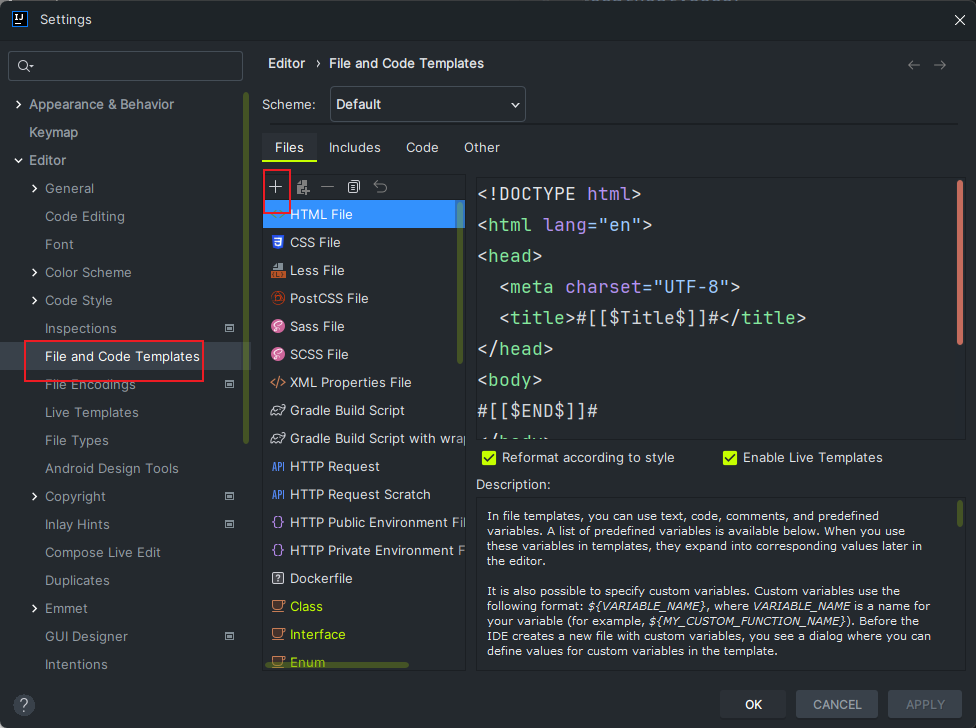 Settings
Appearance & Behavior
Keymap
Editor
General
Code Editing
Font
Color Scheme
Code Style
Inspections
File and Code Templates
File Encodings
Live Templates
File Types
Android Design Tools
Copyright
Inlay Hints
Compose Live Edit
Duplicates
Emmet
GUI Designer
Intentions
Editor › File and Code Templates
Scheme: Default
Files Includes Code Other
HTML File
CSS File
Less File
PostCSS File
Sass File
SCSS File
XML Properties File
Gradle Build Script
Gradle Build Script with wrap
HTTP Request
HTTP Request Scratch
HTTP Public Environment Fil
HTTP Private Environment F
Dockerfile
Class
Interface
Enum
<!DOCTYPE html>
<html lang="en">
<head>
  <meta charset="UTF-8">
  <title>#[[$Title$]]#</title>
</head>
<body>
#[[$END$]]#
</body>
Reformat according to style
Enable Live Templates
Description:
In file templates, you can use text, code, comments, and predefined
variables. A list of predefined variables is available below. When you use
these variables in templates, they expand into corresponding values later in
the editor.
It is also possible to specify custom variables. Custom variables use the
following format: ${VARIABLE_NAME}, where VARIABLE_NAME is a name for
your variable (for example, ${MY_CUSTOM_FUNCTION_NAME}). Before the
IDE creates a new file with custom variables, you see a dialog where you can
define values for custom variables in the template.
?
OK
CANCEL
APPLY